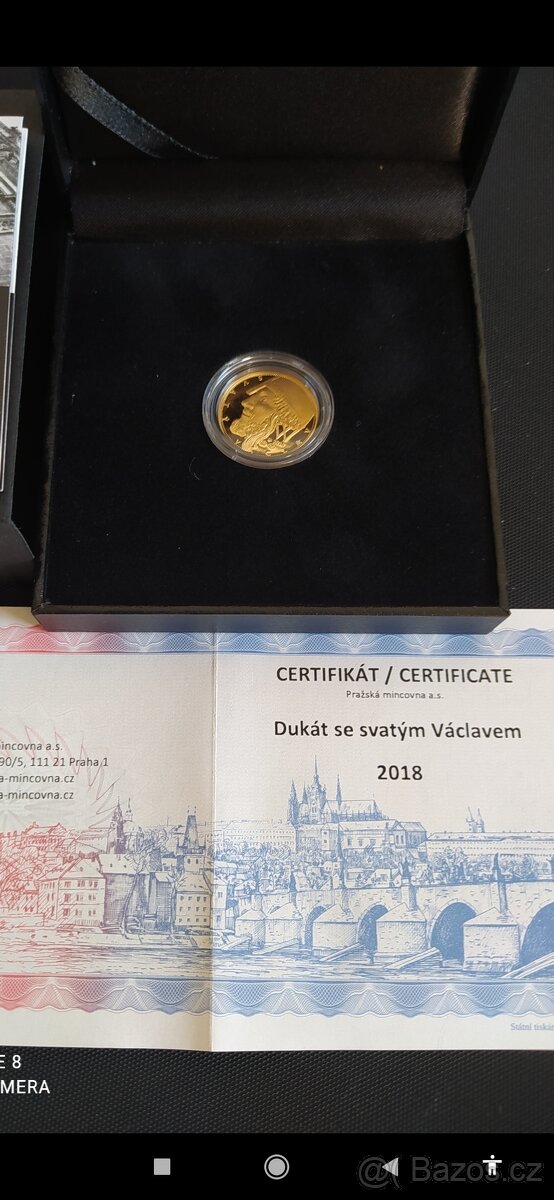 CERTIFIKÁT / CERTIFICATE
Pražská mincovna a.s.
Dukát se svatým Václavem
2018
mincovna a.s.
90/5, 111 21 Praha 1
a-mincovna.cz
a-mincovna.cz
Státní tiskár
E 8
MERA
@ Bazoš.cz